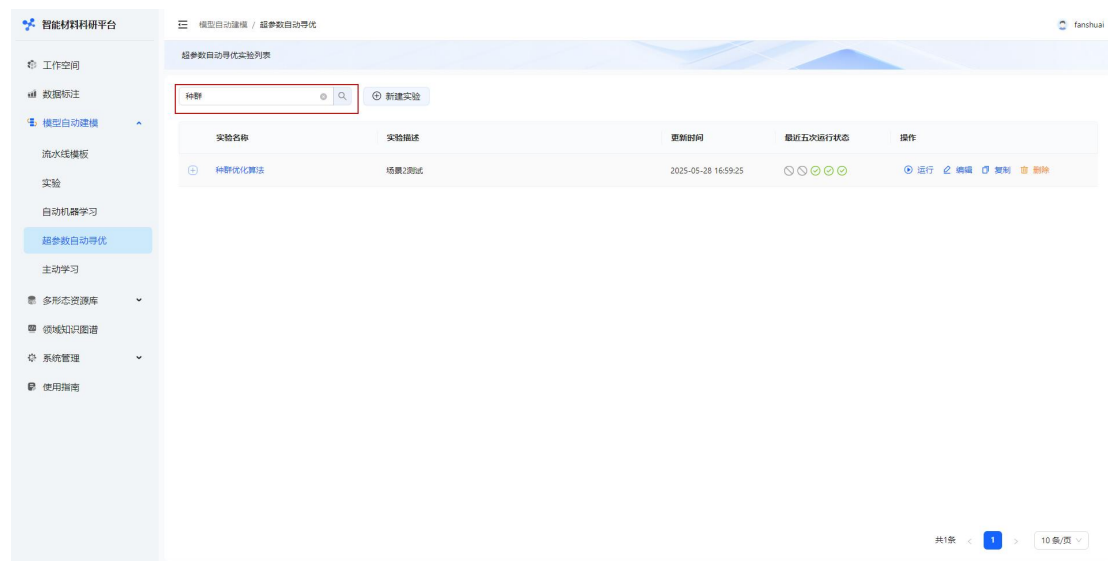 智能材料科研平台
模型自动建模 / 超参数自动寻优
fanshuai
工作空间
数据标注
模型自动建模
流水线模板
实验
自动机器学习
超参数自动寻优
主动学习
多形态资源库
领域知识图谱
系统管理
使用指南
超参数自动寻优实验列表
种群
新建实验
实验名称 实验描述 更新时间 最近五次运行状态 操作
种群优化算法 场景2测试 2025-05-28 16:59:25 运行 编辑 复制 删除
共1条 < 1 > 10 条/页